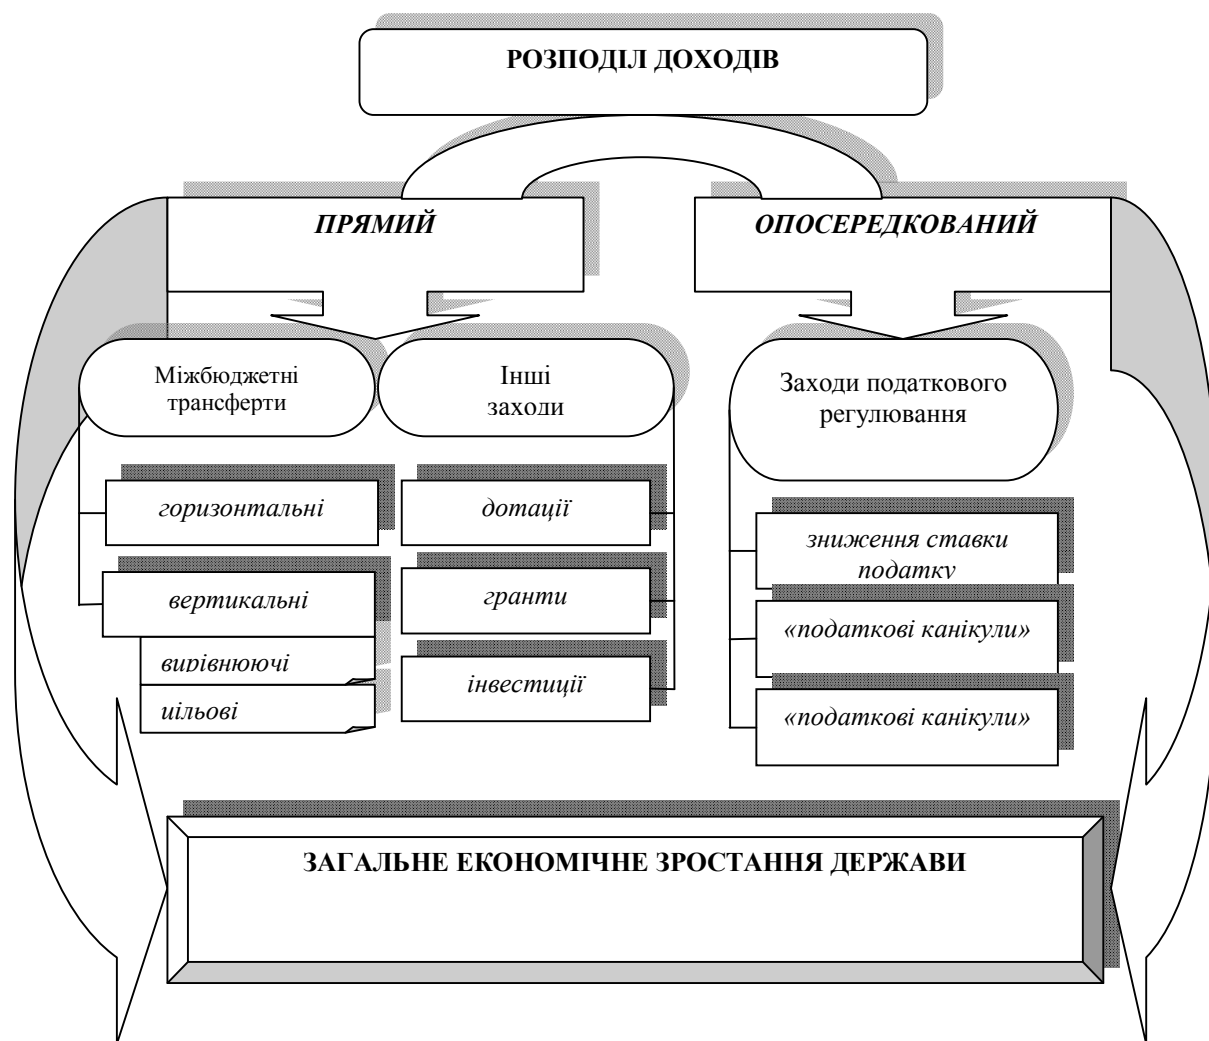 РОЗПОДІЛ ДОХОДІВ
ПРЯМИЙ
ОПОСЕРЕДКОВАНИЙ
Міжбюджетні
трансферти
Інші
заходи
Заходи податкового
регулювання
горизонтальні
вертикальні
вирівнюючі
цільові
дотації
гранти
інвестиції
зниження ставки
податку
«податкові канікули»
«податкові канікули»
ЗАГАЛЬНЕ ЕКОНОМІЧНЕ ЗРОСТАННЯ ДЕРЖАВИ